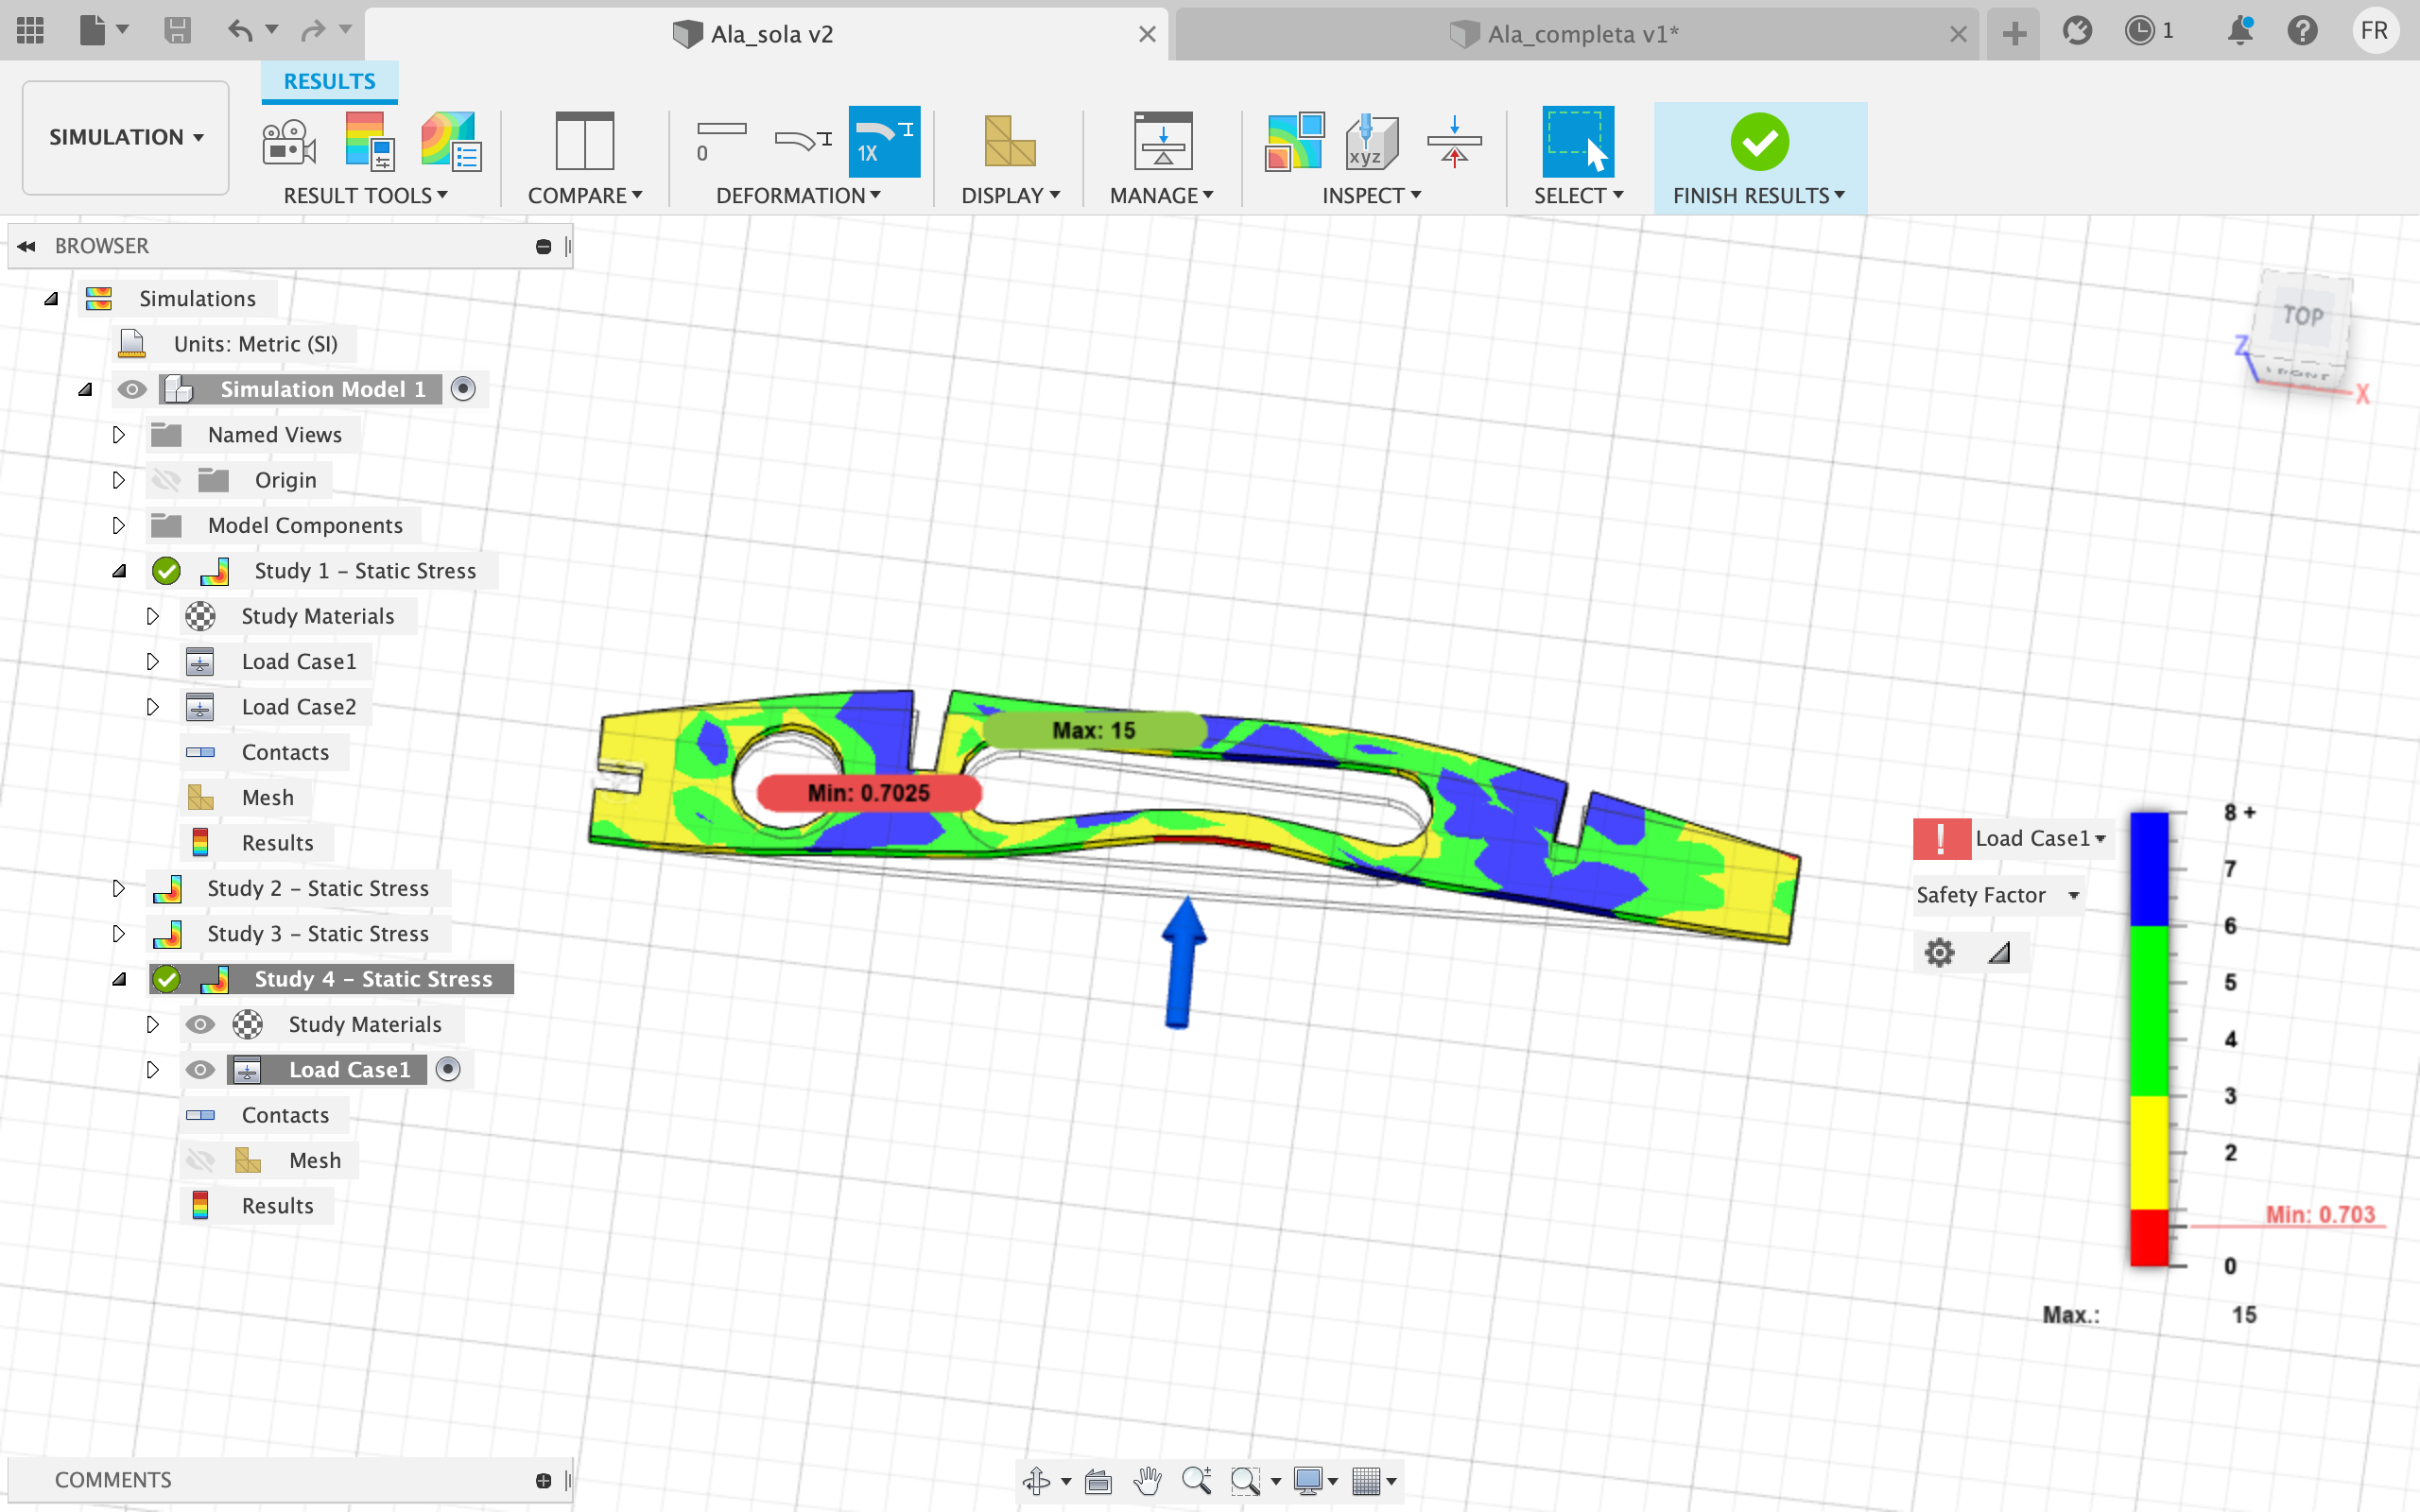 Ala_sola v2
Ala_completa v1*
1
FR
SIMULATION
RESULTS
0
1X
xyz
RESULT TOOLS
COMPARE
DEFORMATION
DISPLAY
MANAGE
INSPECT
SELECT
FINISH RESULTS
BROWSER
Simulations
Units: Metric (SI)
Simulation Model 1
Named Views
Origin
Model Components
Study 1 - Static Stress
Study Materials
Load Case1
Load Case2
Contacts
Mesh
Results
Study 2 - Static Stress
Study 3 - Static Stress
Study 4 - Static Stress
Study Materials
Load Case1
Contacts
Mesh
Results
TOP
FRONT
Z
X
Max: 15
Min: 0.7025
Load Case1
Safety Factor
8 +
7
6
5
4
3
2
Min: 0.703
0
Max.: 15
COMMENTS